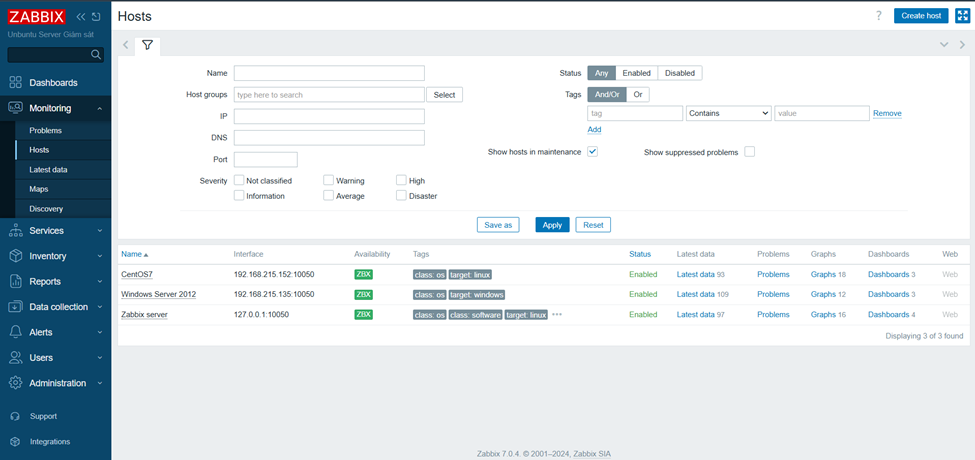 ZABBIX
Unbuntu Server Giám sát
Dashboards
Monitoring
Problems
Hosts
Latest data
Maps
Discovery
Services
Inventory
Reports
Data collection
Alerts
Users
Administration
Support
Integrations
Hosts
? Create host
Name
Host groups type here to search Select
IP
DNS
Port
Severity Not classified Warning High
Information Average Disaster
Status Any Enabled Disabled
Tags And/Or Or
tag Contains value Remove
Add
Show hosts in maintenance Show suppressed problems
Save as Apply Reset
Name Interface Availability Tags Status Latest data Problems Graphs Dashboards Web
CentOS7 192.168.215.152:10050 ZBX class: os target: linux Enabled Latest data 93 Problems Graphs 18 Dashboards 3 Web
Windows Server 2012 192.168.215.135:10050 ZBX class: os target: windows Enabled Latest data 109 Problems Graphs 12 Dashboards 3 Web
Zabbix server 127.0.0.1:10050 ZBX class: os class: software target: linux ••• Enabled Latest data 97 Problems Graphs 16 Dashboards 4 Web
Displaying 3 of 3 found
Zabbix 7.0.4. © 2001–2024, Zabbix SIA